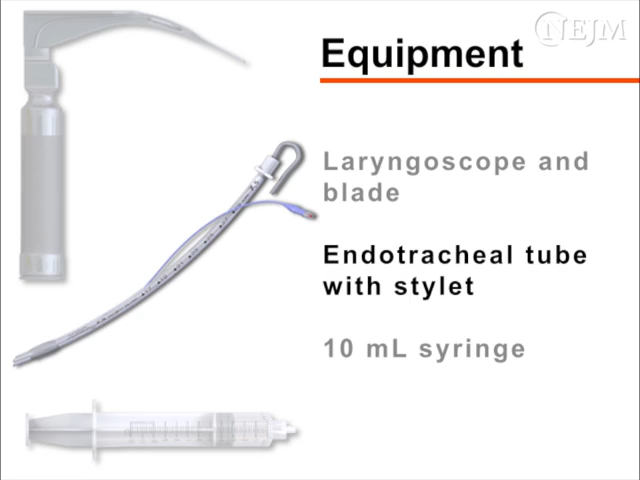 NEJM
Equipment
Laryngoscope and
blade
Endotracheal tube
with stylet
10 mL syringe